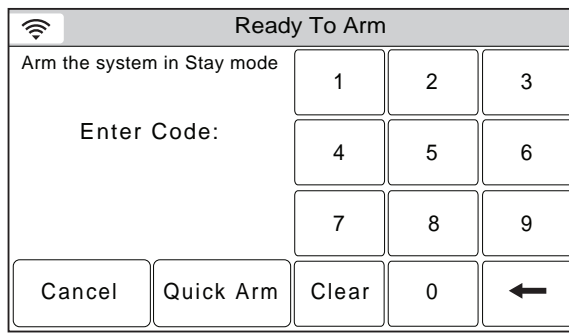 Ready To Arm
Arm the system in Stay mode
1 2 3
Enter Code:
4 5 6
7 8 9
Cancel Quick Arm Clear 0